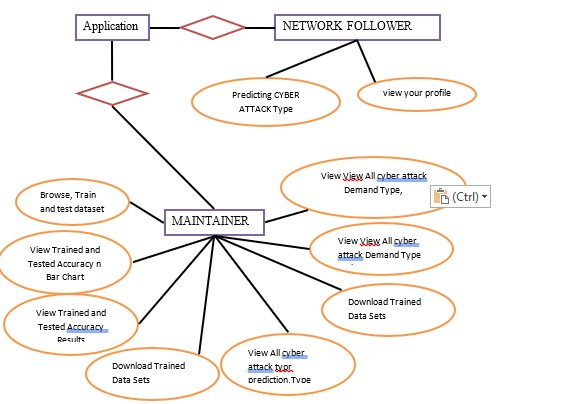 Application
NETWORK FOLLOWER
Predicting CYBER
ATTACK Type
view your profile
View View All cyber attack
Demand Type,
(Ctrl)
Browse, Train
and test dataset
MAINTAINER
View Trained and
Tested Accuracy n
Bar Chart
View View All cyber
attack Demand Type
View Trained and
Tested Accuracy
Results
Download Trained
Data Sets
Download Trained
Data Sets
View All cyber
attack typr
prediction.Type